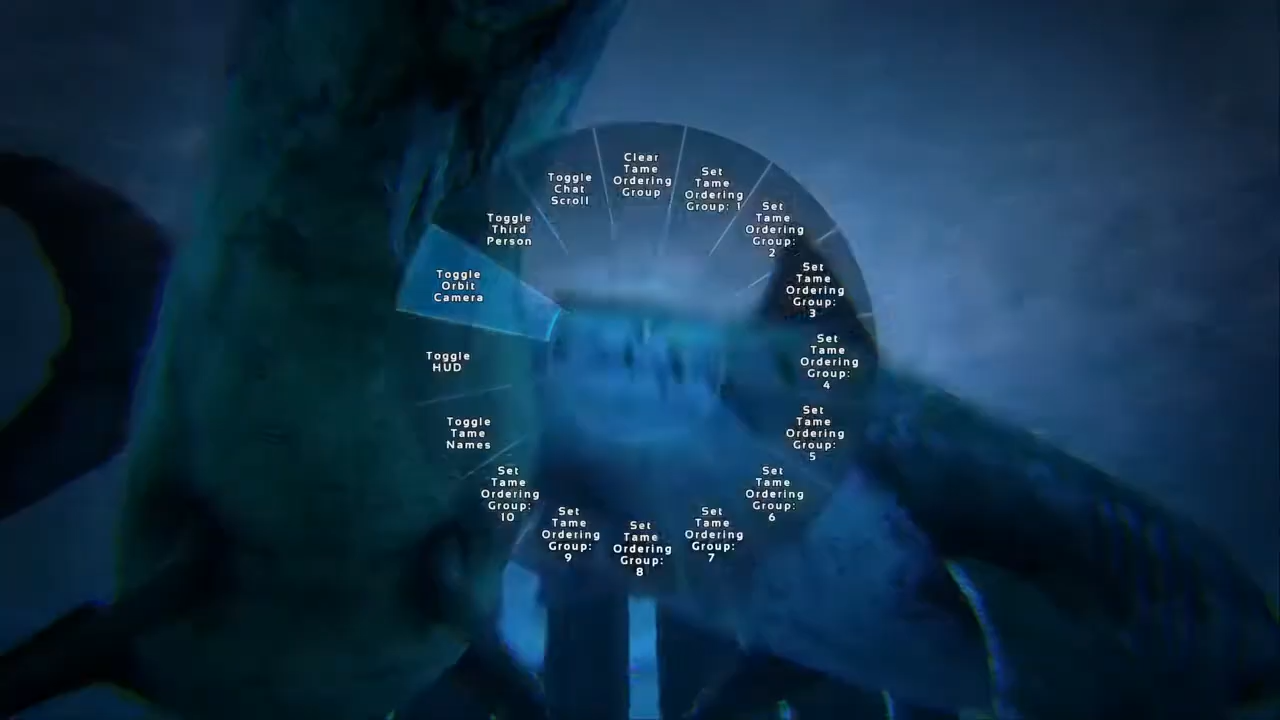 Clear
Tame
Ordering
Group
Set
Tame
Ordering
Group: 1
Set
Tame
Ordering
Group:
2
Set
Tame
Ordering
Group:
3
Set
Tame
Ordering
Group:
4
Set
Tame
Ordering
Group:
5
Set
Tame
Ordering
Group:
6
Set
Tame
Ordering
Group:
7
Set
Tame
Ordering
Group:
8
Set
Tame
Ordering
Group:
9
Set
Tame
Ordering
Group:
10
Toggle
Tame
Names
Toggle
HUD
Toggle
Orbit
Camera
Toggle
Third
Person
Toggle
Chat
Scroll